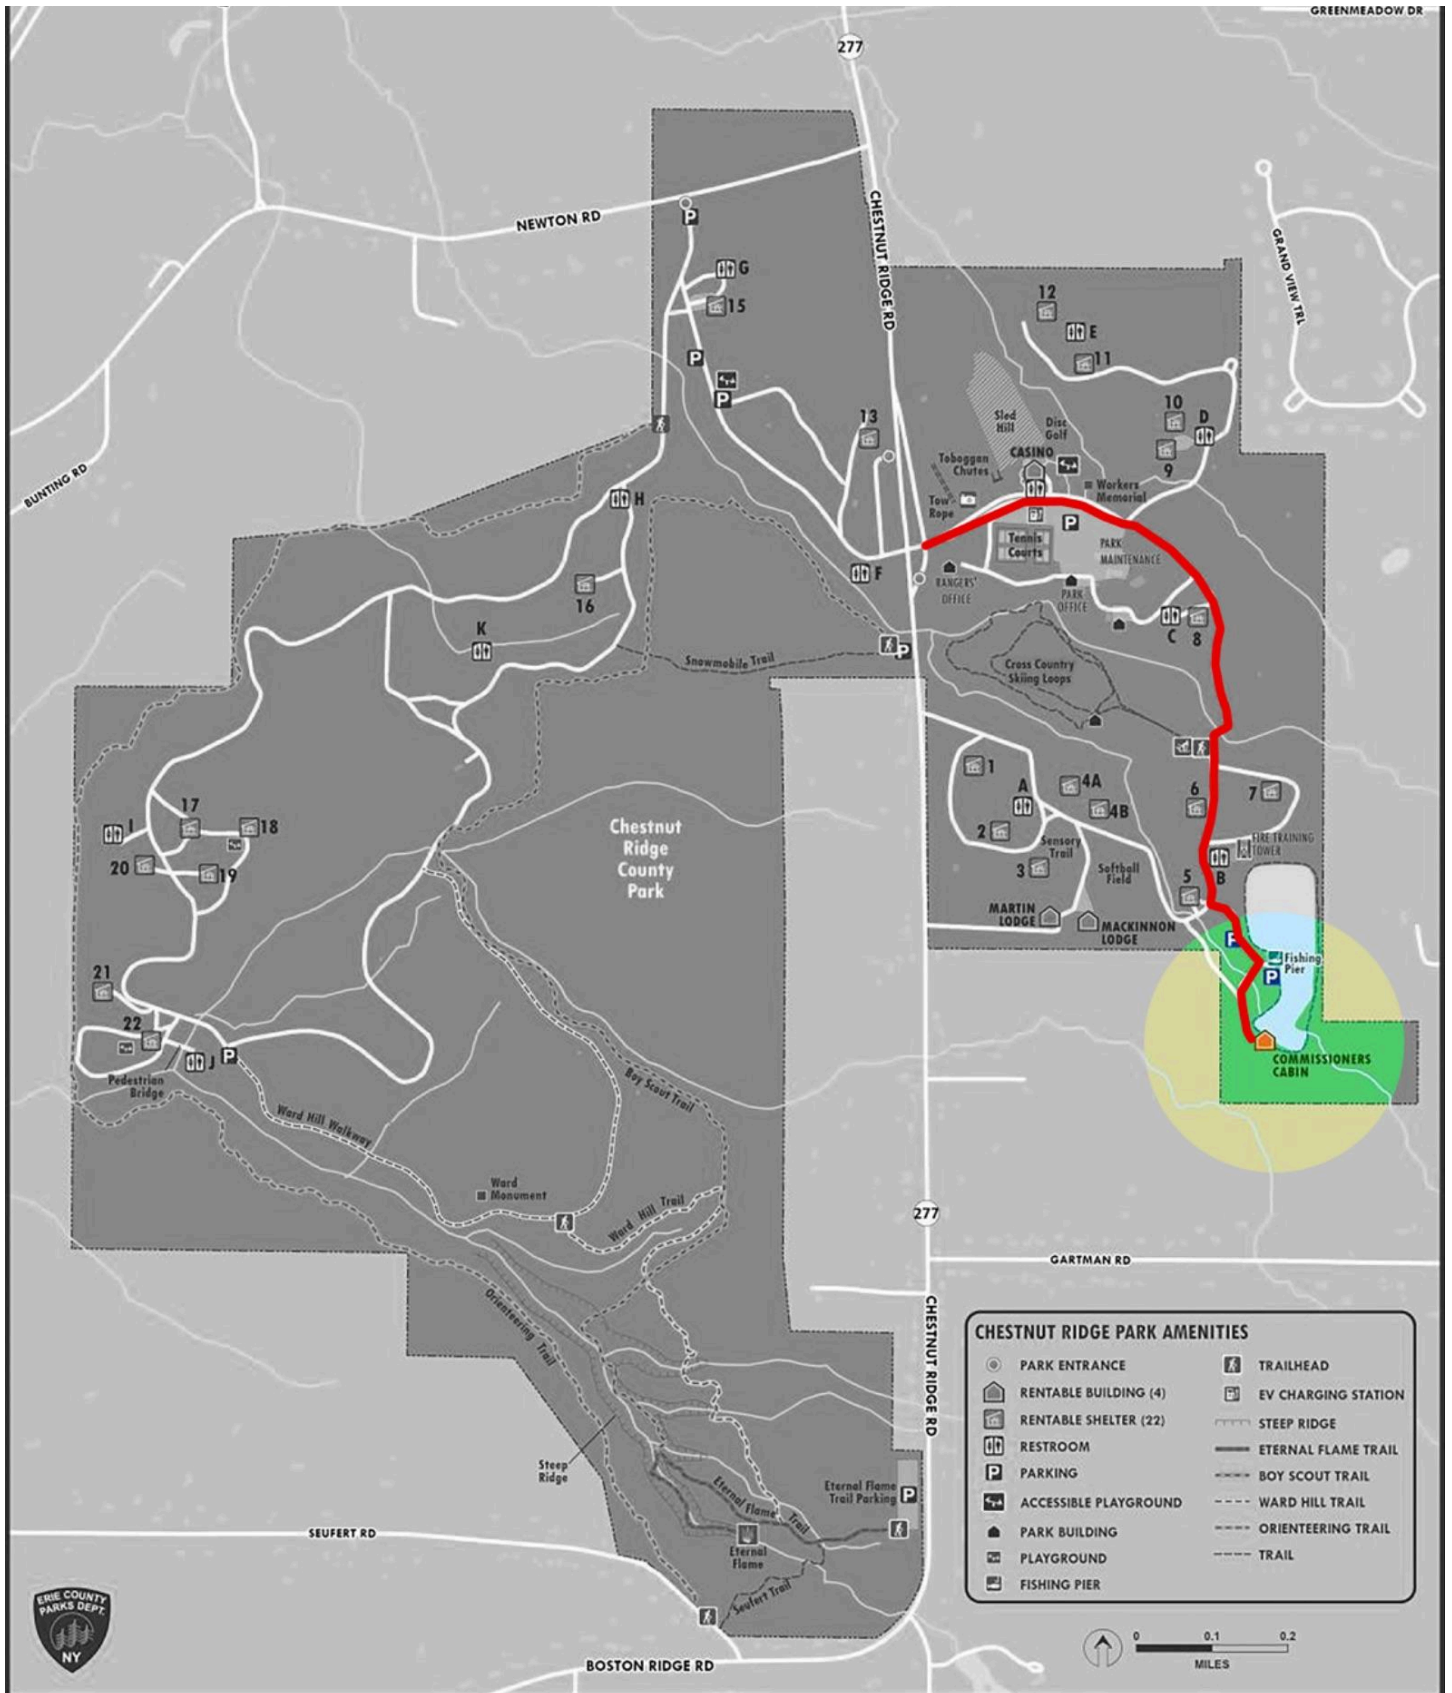 GREENMEADOW DR
277
CHESTNUT RIDGE RD
NEWTON RD
GRAND VIEW TRL
BUNTING RD
G
15
12
E
11
10
D
9
13
Sled
Hill
Disc
Golf
CASINO
Toboggan
Chutes
Workers
Memorial
Tow
Rope
P
Tennis
Courts
PARK
MAINTENANCE
H
F
RANGERS'
OFFICE
PARK
OFFICE
16
K
C
8
Snowmobile Trail
P
Cross Country
Skiing Loops
1
A
4A
4B
6
7
2
Sensory
Trail
3
Softball
Field
FIRE TRAINING
TOWER
B
5
MARTIN
LODGE
MACKINNON
LODGE
P
Fishing
Pier
P
COMMISSIONERS
CABIN
Chestnut
Ridge
County
Park
17
I
18
20
19
21
22
J
P
Pedestrian
Bridge
Ward Hill Walkway
Boy Scout Trail
Ward
Monument
Ward Hill Trail
277
GARTMAN RD
CHESTNUT RIDGE RD
Orienteering Trail
Steep
Ridge
Eternal Flame Trail
Eternal Flame
Trail Parking
P
Eternal
Flame
Seufert Trail
SEUFERT RD
BOSTON RIDGE RD
CHESTNUT RIDGE PARK AMENITIES
PARK ENTRANCE
RENTABLE BUILDING (4)
RENTABLE SHELTER (22)
RESTROOM
P PARKING
ACCESSIBLE PLAYGROUND
PARK BUILDING
PLAYGROUND
FISHING PIER
TRAILHEAD
EV CHARGING STATION
STEEP RIDGE
ETERNAL FLAME TRAIL
BOY SCOUT TRAIL
WARD HILL TRAIL
ORIENTEERING TRAIL
TRAIL
0 0.1 0.2
MILES
ERIE COUNTY
PARKS DEPT.
NY